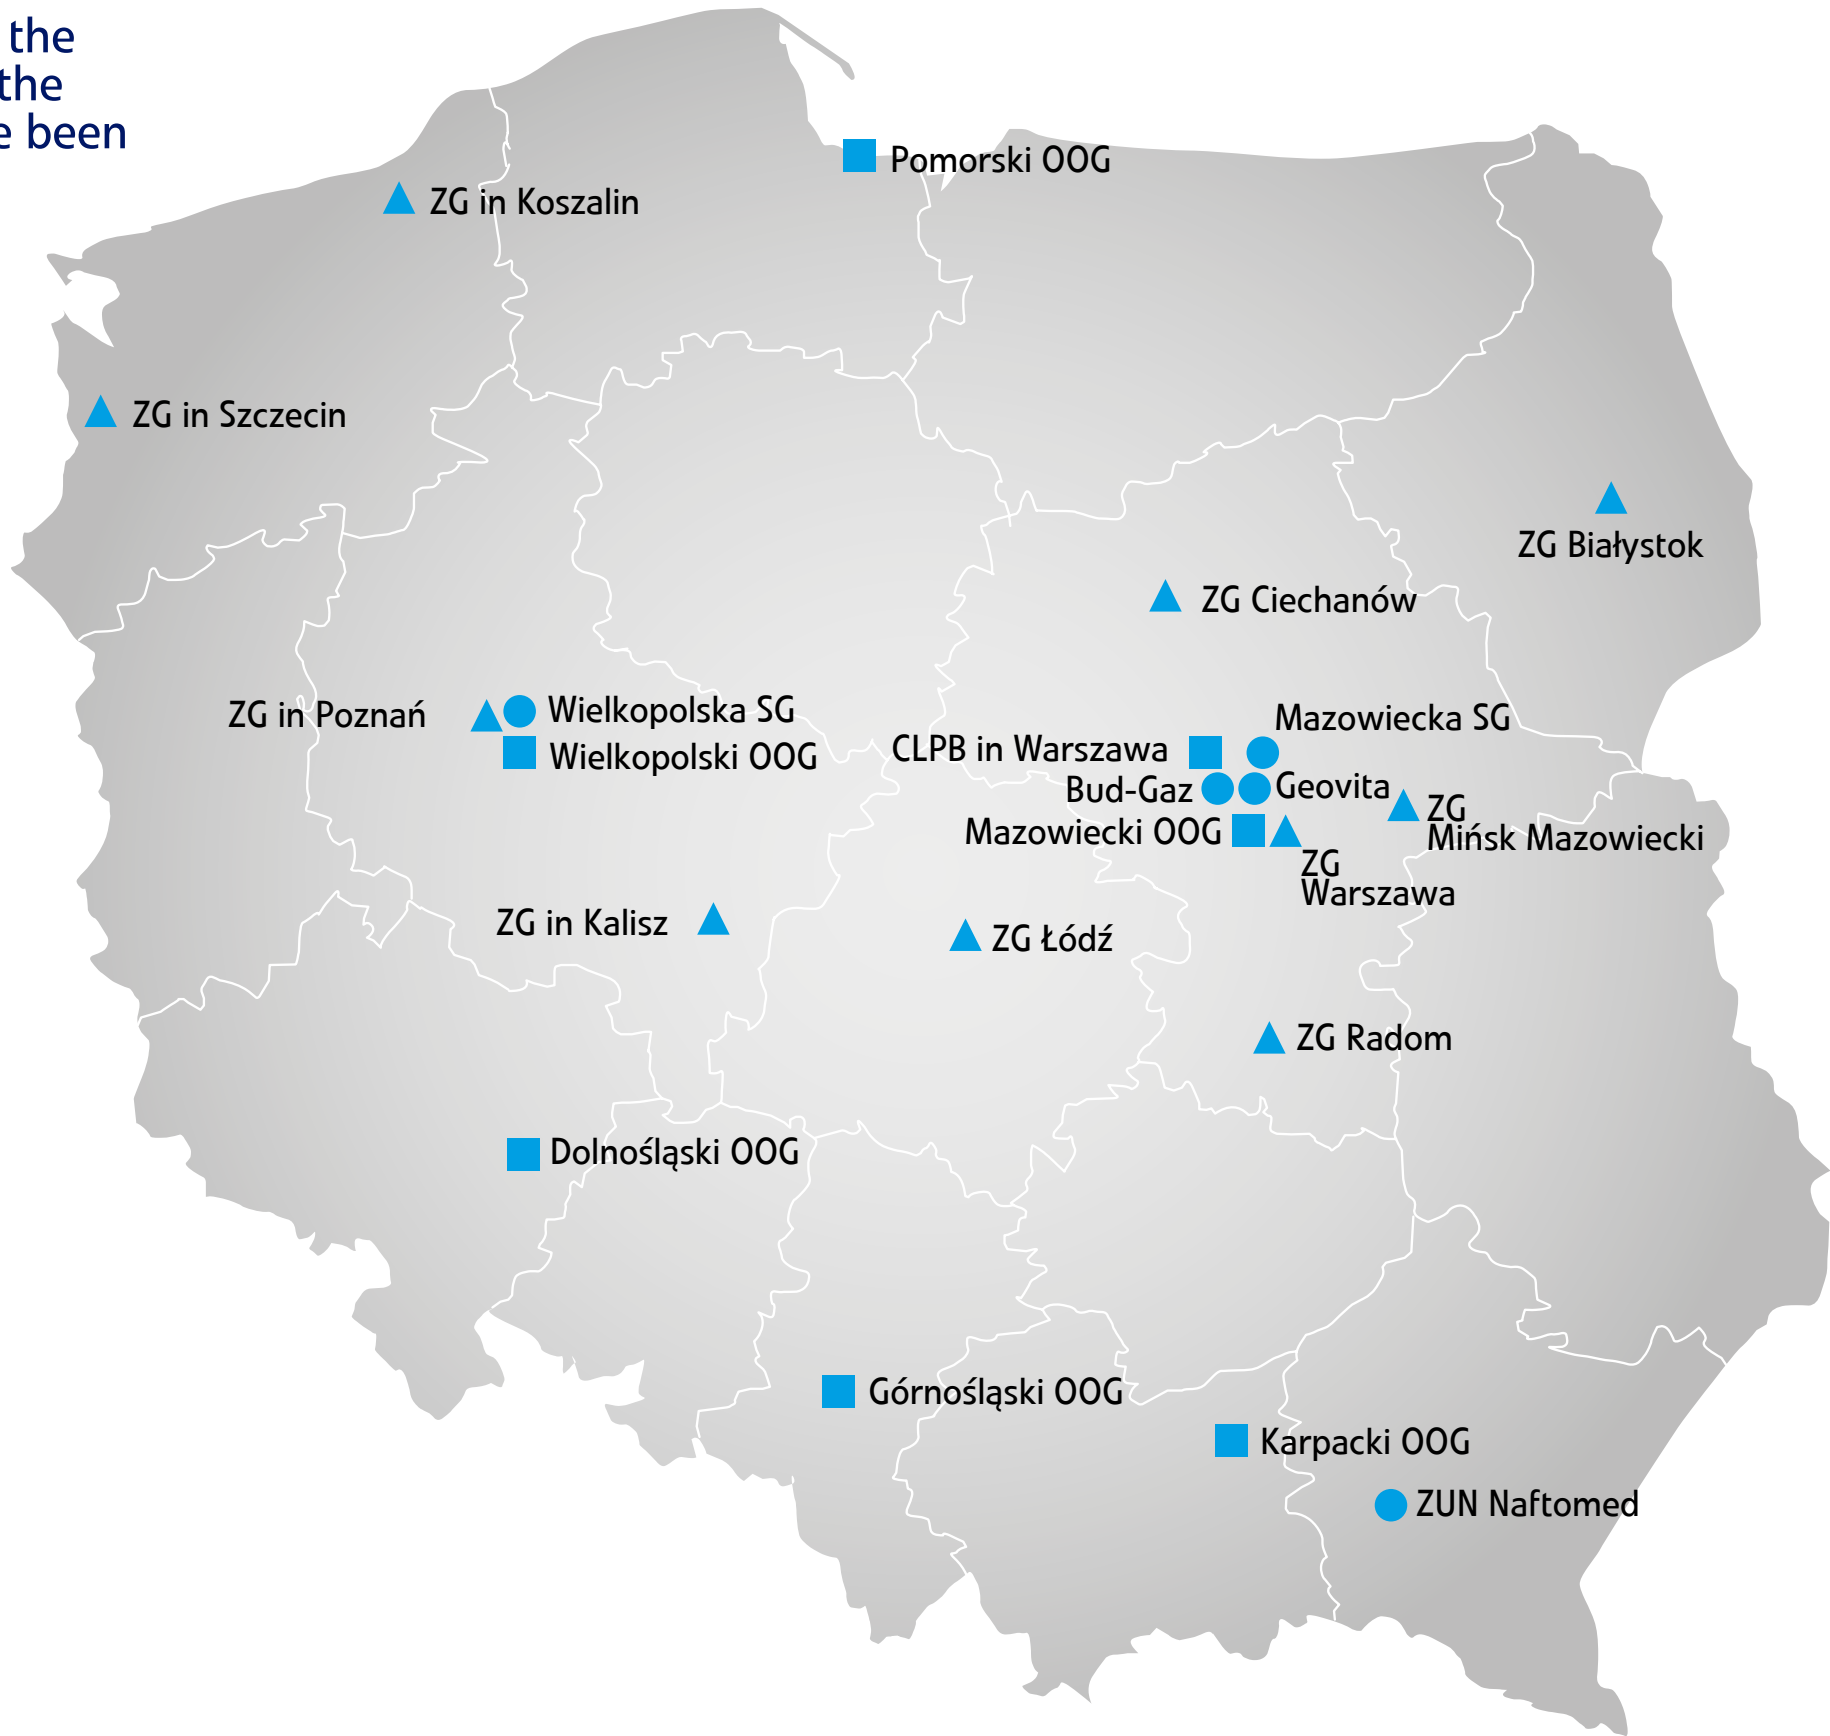 the
the
e been
Pomorski OOG
ZG in Koszalin
ZG in Szczecin
ZG Białystok
ZG Ciechanów
ZG in Poznań
Wielkopolska SG
Wielkopolski OOG
Mazowiecka SG
CLPB in Warszawa
Bud-Gaz
Geovita
ZG
Mińsk Mazowiecki
Mazowiecki OOG
ZG
Warszawa
ZG in Kalisz
ZG Łódź
ZG Radom
Dolnośląski OOG
Górnośląski OOG
Karpacki OOG
ZUN Naftomed